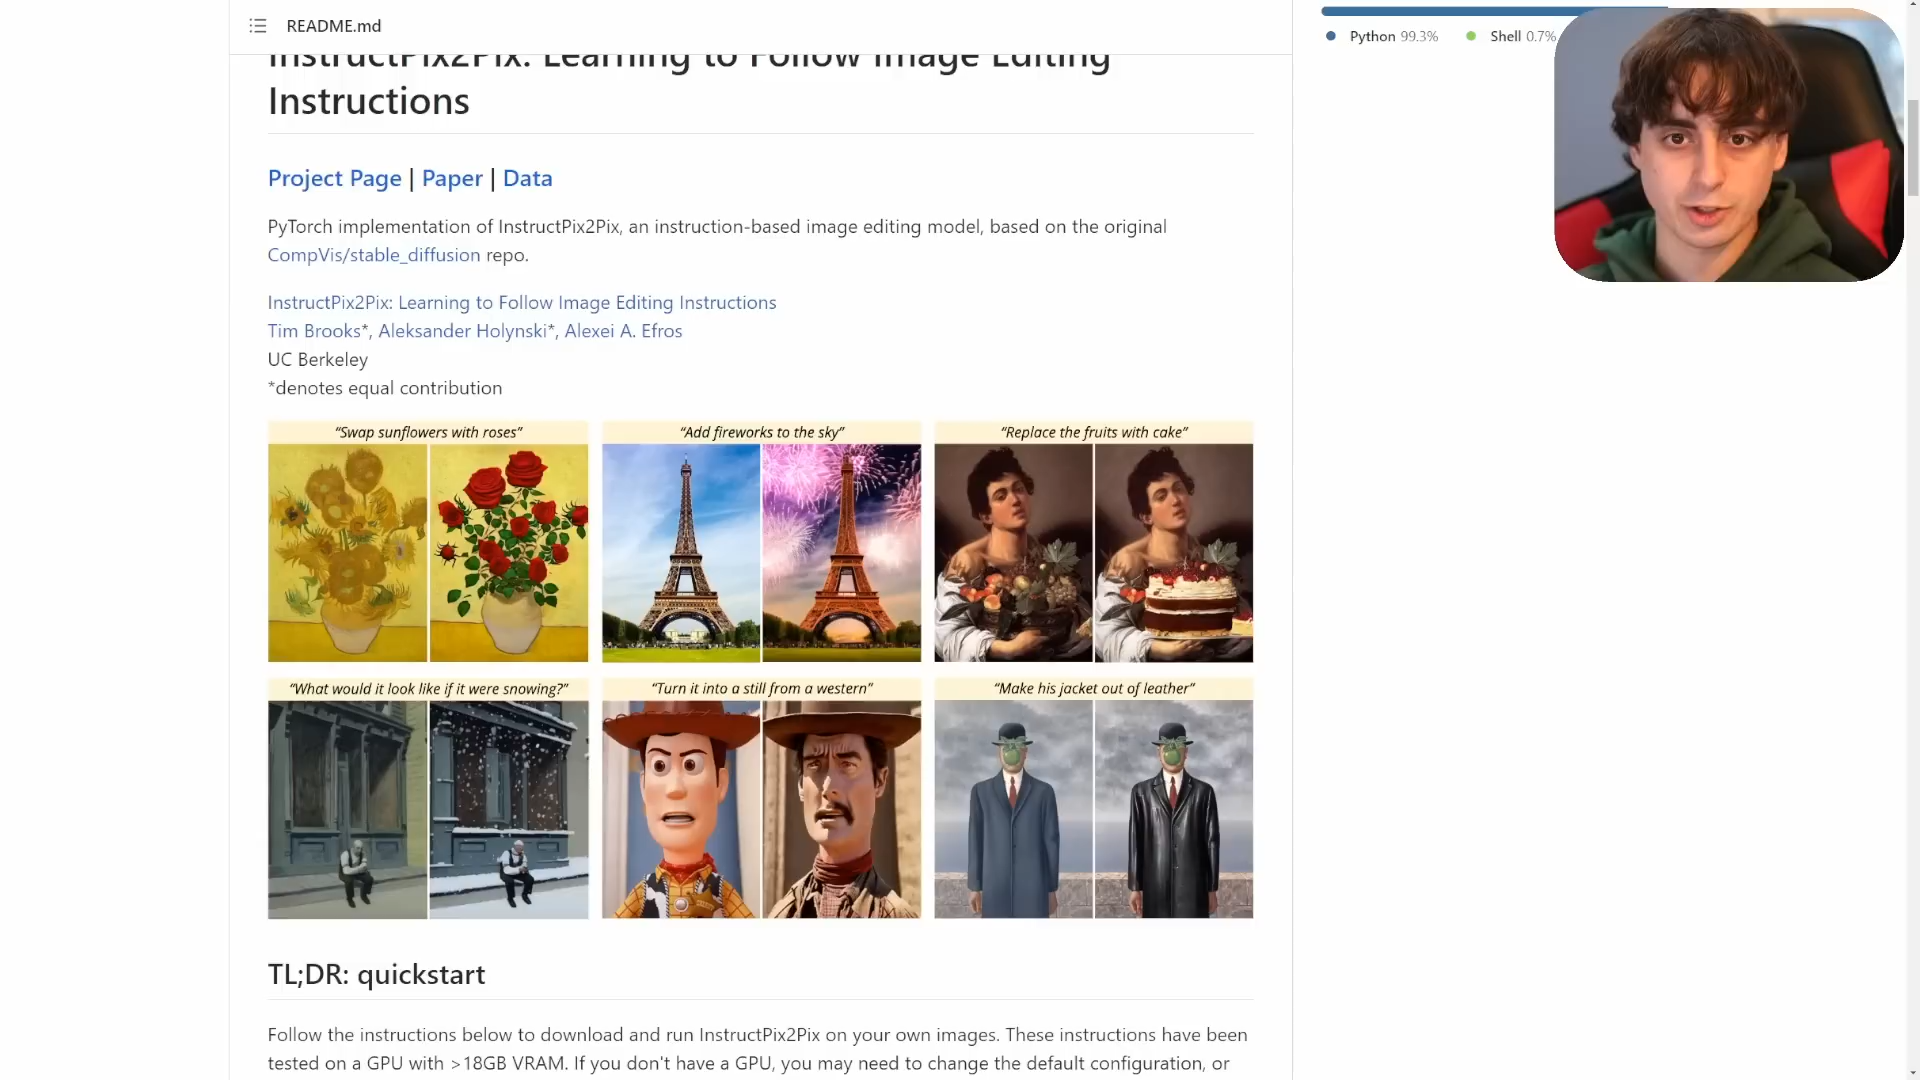 README.md
Python 99.3%
Shell 0.7%
InstructPix2Pix: Learning to Follow Image Editing
Instructions
Project Page | Paper | Data
PyTorch implementation of InstructPix2Pix, an instruction-based image editing model, based on the original
CompVis/stable_diffusion repo.
InstructPix2Pix: Learning to Follow Image Editing Instructions
Tim Brooks*, Aleksander Holynski*, Alexei A. Efros
UC Berkeley
*denotes equal contribution
“Swap sunflowers with roses”
“Add fireworks to the sky”
“Replace the fruits with cake”
“What would it look like if it were snowing?”
“Turn it into a still from a western”
“Make his jacket out of leather”
TL;DR: quickstart
Follow the instructions below to download and run InstructPix2Pix on your own images. These instructions have been
tested on a GPU with >18GB VRAM. If you don't have a GPU, you may need to change the default configuration, or